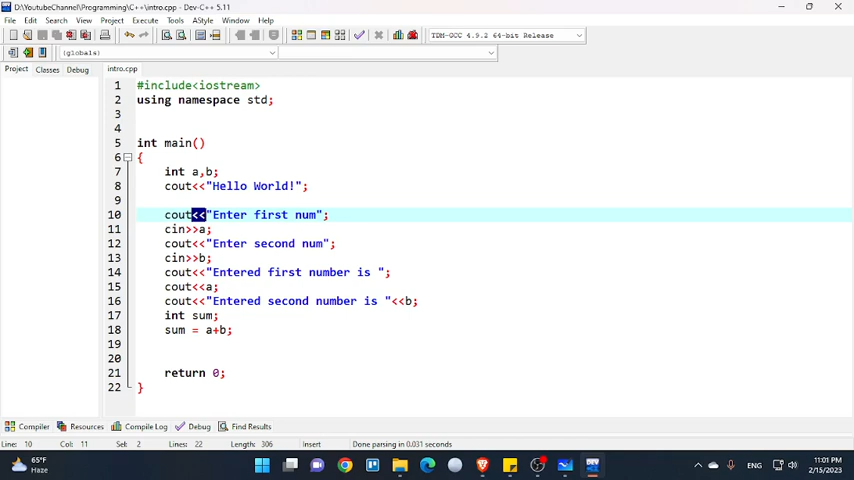 D:\YouTubeChannel\Programming\C++\intro.cpp - Dev-C++ 5.11
File Edit Search View Project Execute Tools AStyle Window Help
TDM-GCC 4.9.2 64-bit Release
(globals)
Project Classes Debug intro.cpp
1 #include<iostream>
2 using namespace std;
3
4
5 int main()
6 {
7 int a,b;
8 cout<<"Hello World!";
9
10 cout<<"Enter first num";
11 cin>>a;
12 cout<<"Enter second num";
13 cin>>b;
14 cout<<"Entered first number is ";
15 cout<<a;
16 cout<<"Entered second number is "<<b;
17 int sum;
18 sum = a+b;
19
20
21 return 0;
22 }
Compiler Resources Compile Log Debug Find Results
Line: 10 Col: 11 Sel: 2 Lines: 22 Length: 306 Insert Done parsing in 0.031 seconds
65°F
Haze
ENG
11:01 PM
2/15/2023